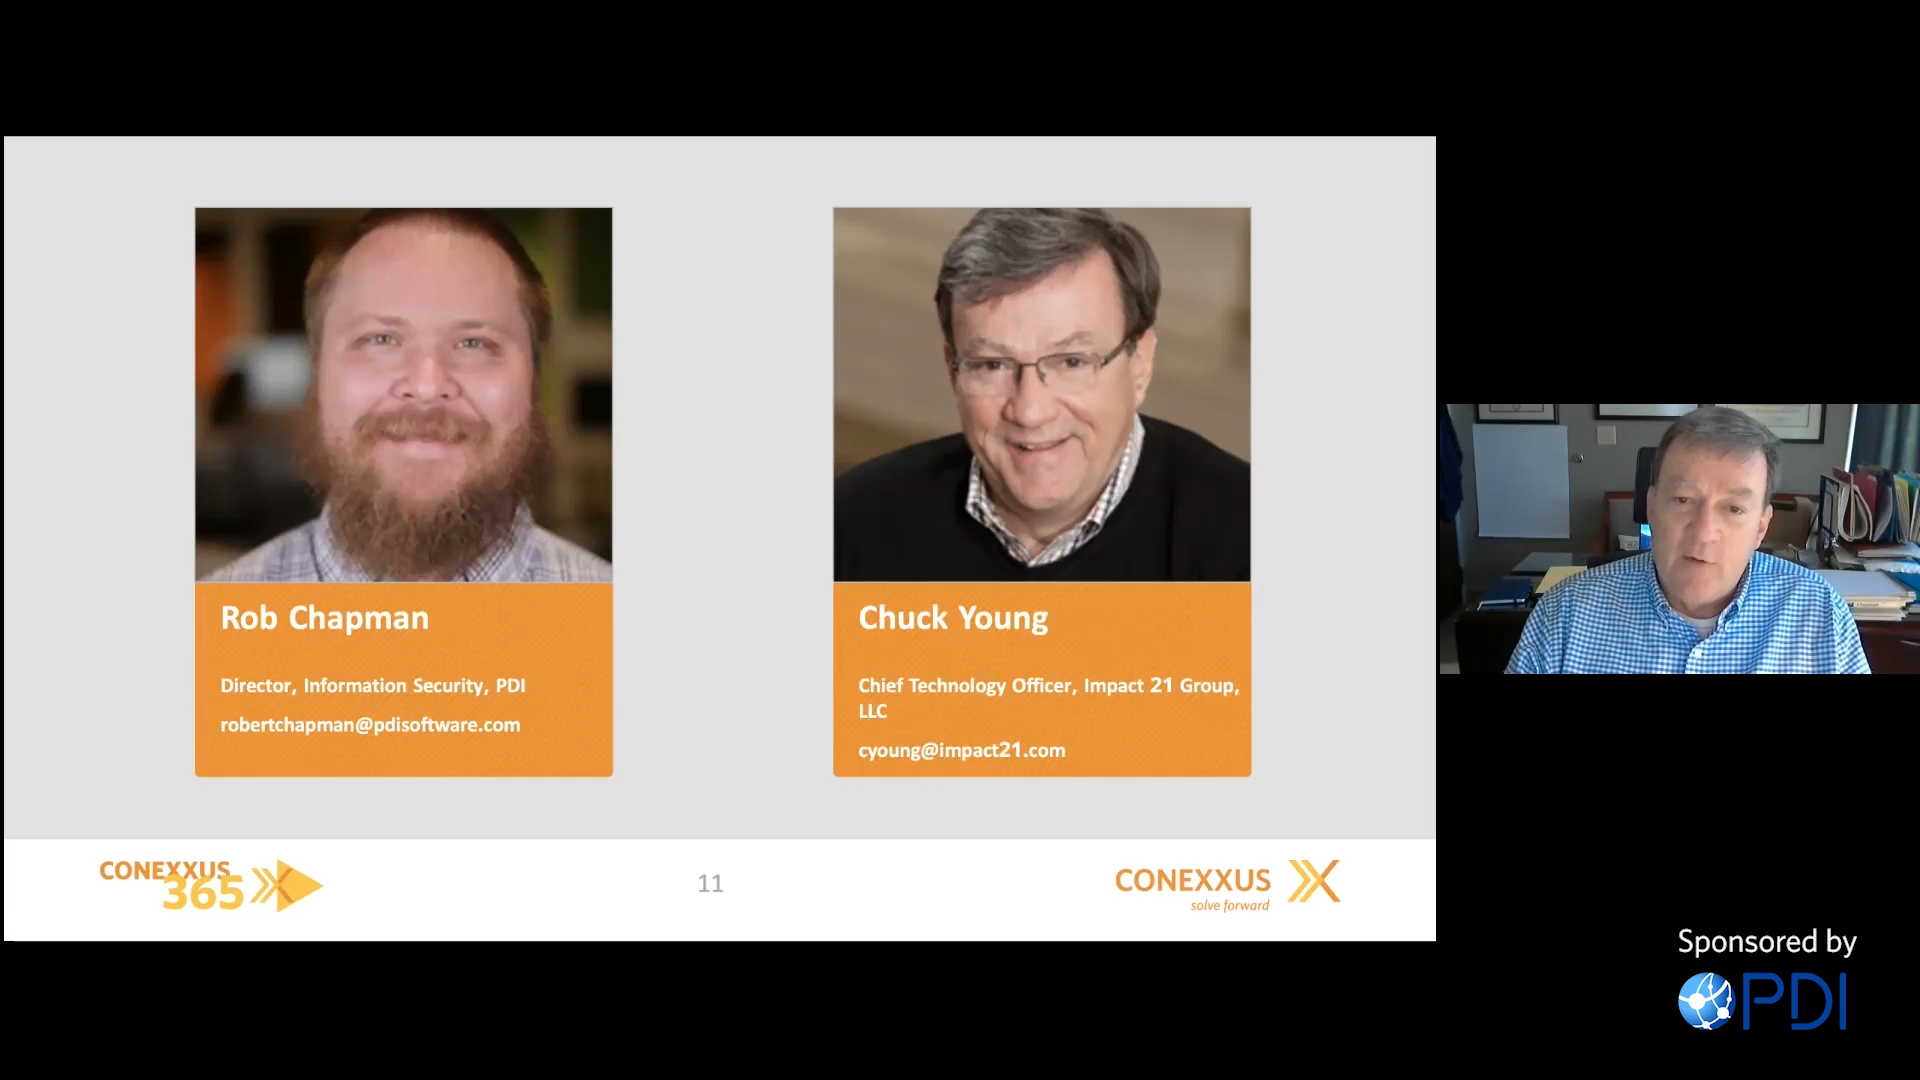 Rob Chapman
Director, Information Security, PDI
robertchapman@pdisoftware.com
Chuck Young
Chief Technology Officer, Impact 21 Group,
LLC
cyoung@impact21.com
CONEXXUS
365
11
CONEXXUS
solve forward
Sponsored by
PDI